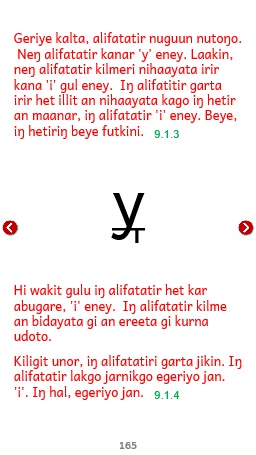 Geriye kalta, alifatatir nuguun nutoŋo.
Neŋ alifatatir kanar 'y' eney. Laakin,
neŋ alifatatir kilmeri nihaayata irir
kana 'i' gul eney. Iŋ alifatitir garta
irir het illit an nihaayata kago iŋ hetir
an maanar, iŋ alifatatir 'i' eney. Beye,
iŋ hetiriŋ beye futkini. 9.1.3
y T
Hi wakit gulu iŋ alifatatir het kar
abugare, 'i' eney. Iŋ alifatatir kilme
an bidayata gi an ereeta gi kurna
udoto.
Kiligit unor, iŋ alifatatiri garta jikin. Iŋ
alifatatir lakgo jarnikgo egeriyo jan.
'i'. Iŋ hal, egeriyo jan. 9.1.4
165